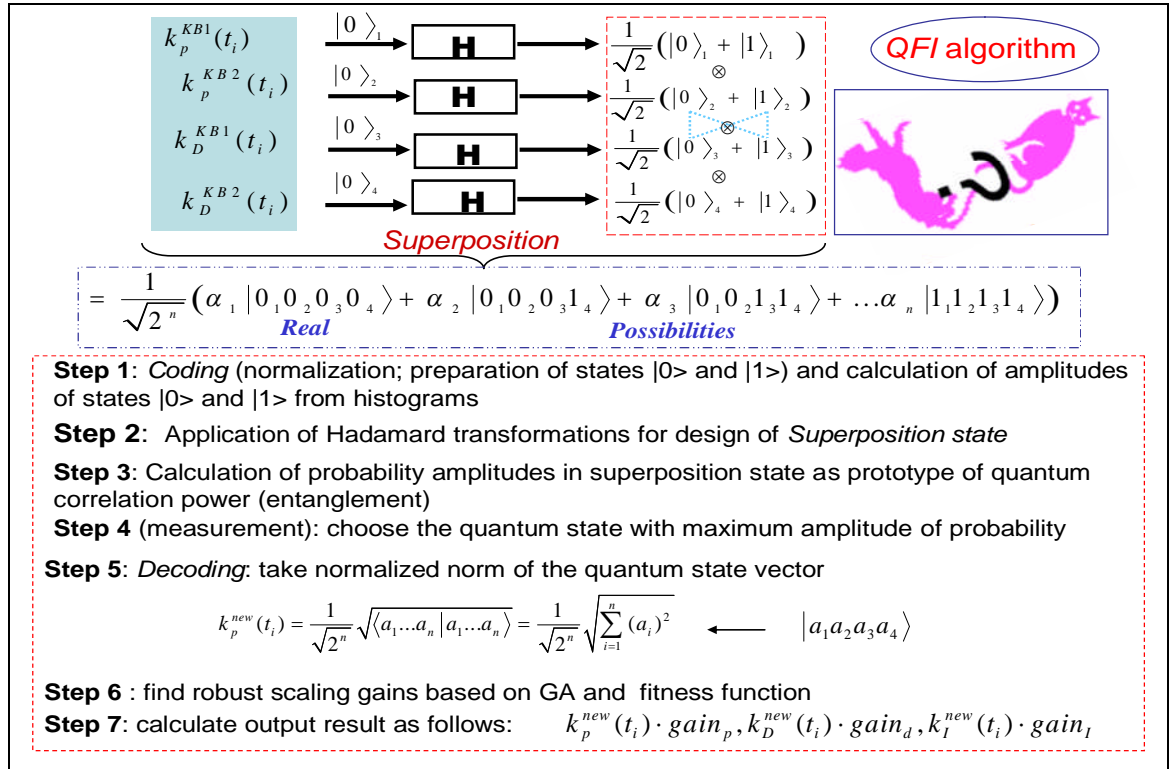 k_p^{KB1}(t_i) |0⟩_1 H 1/√2 (|0⟩_1 + |1⟩_1)
⊗
k_p^{KB2}(t_i) |0⟩_2 H 1/√2 (|0⟩_2 + |1⟩_2)
⊗
k_D^{KB1}(t_i) |0⟩_3 H 1/√2 (|0⟩_3 + |1⟩_3)
⊗
k_D^{KB2}(t_i) |0⟩_4 H 1/√2 (|0⟩_4 + |1⟩_4)
QFI algorithm
?
Superposition
= 1/√2^n (α_1 |0_1 0_2 0_3 0_4⟩ + α_2 |0_1 0_2 0_3 1_4⟩ + α_3 |0_1 0_2 1_3 1_4⟩ + …α_n |1_1 1_2 1_3 1_4⟩)
Real Possibilities
Step 1: Coding (normalization; preparation of states |0> and |1>) and calculation of amplitudes
of states |0> and |1> from histograms
Step 2: Application of Hadamard transformations for design of Superposition state
Step 3: Calculation of probability amplitudes in superposition state as prototype of quantum
correlation power (entanglement)
Step 4 (measurement): choose the quantum state with maximum amplitude of probability
Step 5: Decoding: take normalized norm of the quantum state vector
k_p^{new}(t_i) = 1/√2^n √⟨a_1...a_n|a_1...a_n⟩ = 1/√2^n √∑_{i=1}^{n}(a_i)^2 ← |a_1a_2a_3a_4⟩
Step 6 : find robust scaling gains based on GA and fitness function
Step 7: calculate output result as follows: k_p^{new}(t_i)·gain_p, k_D^{new}(t_i)·gain_d, k_I^{new}(t_i)·gain_I